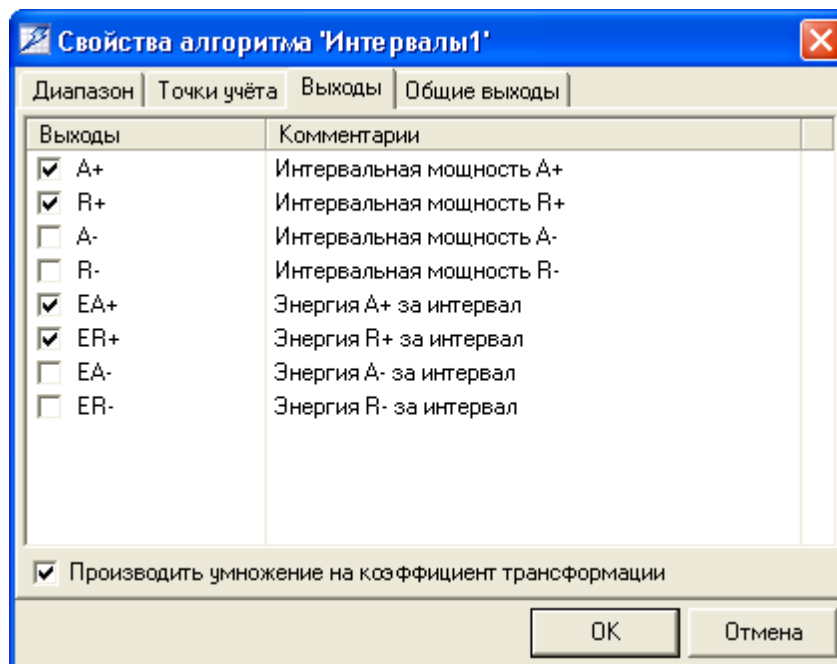 Свойства алгоритма 'Интервалы1'
Диапазон Точки учёта Выходы Общие выходы
Выходы Комментарии
A+ Интервальная мощность A+
R+ Интервальная мощность R+
A- Интервальная мощность A-
R- Интервальная мощность R-
EA+ Энергия A+ за интервал
ER+ Энергия R+ за интервал
EA- Энергия A- за интервал
ER- Энергия R- за интервал
Производить умножение на коэффициент трансформации
OK Отмена